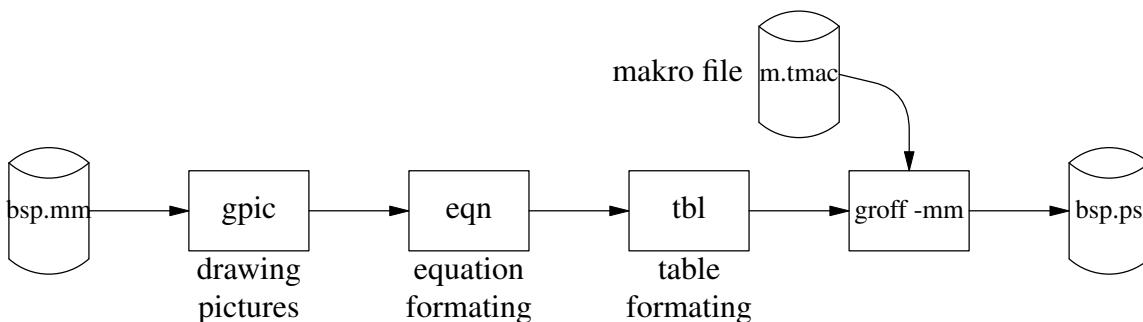 makro file
m.tmac
bsp.mm
gpic
eqn
tbl
groff -mm
bsp.ps
drawing
pictures
equation
formating
table
formating